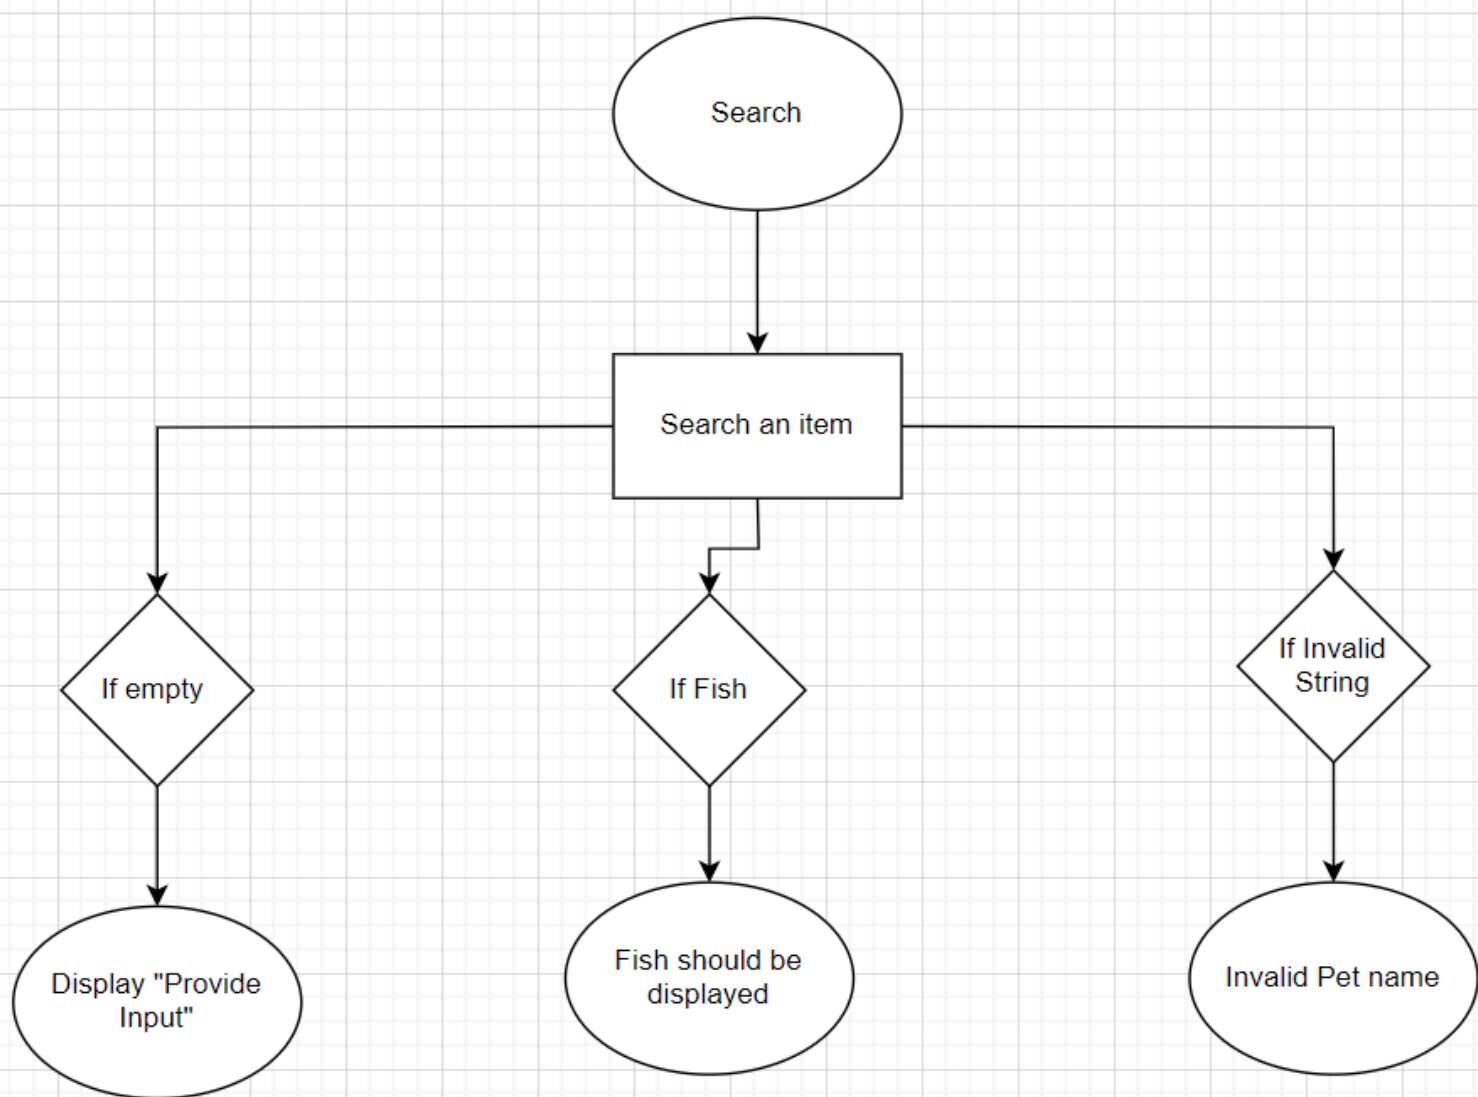 Search
Search an item
If empty
If Fish
If Invalid
String
Display "Provide
Input"
Fish should be
displayed
Invalid Pet name